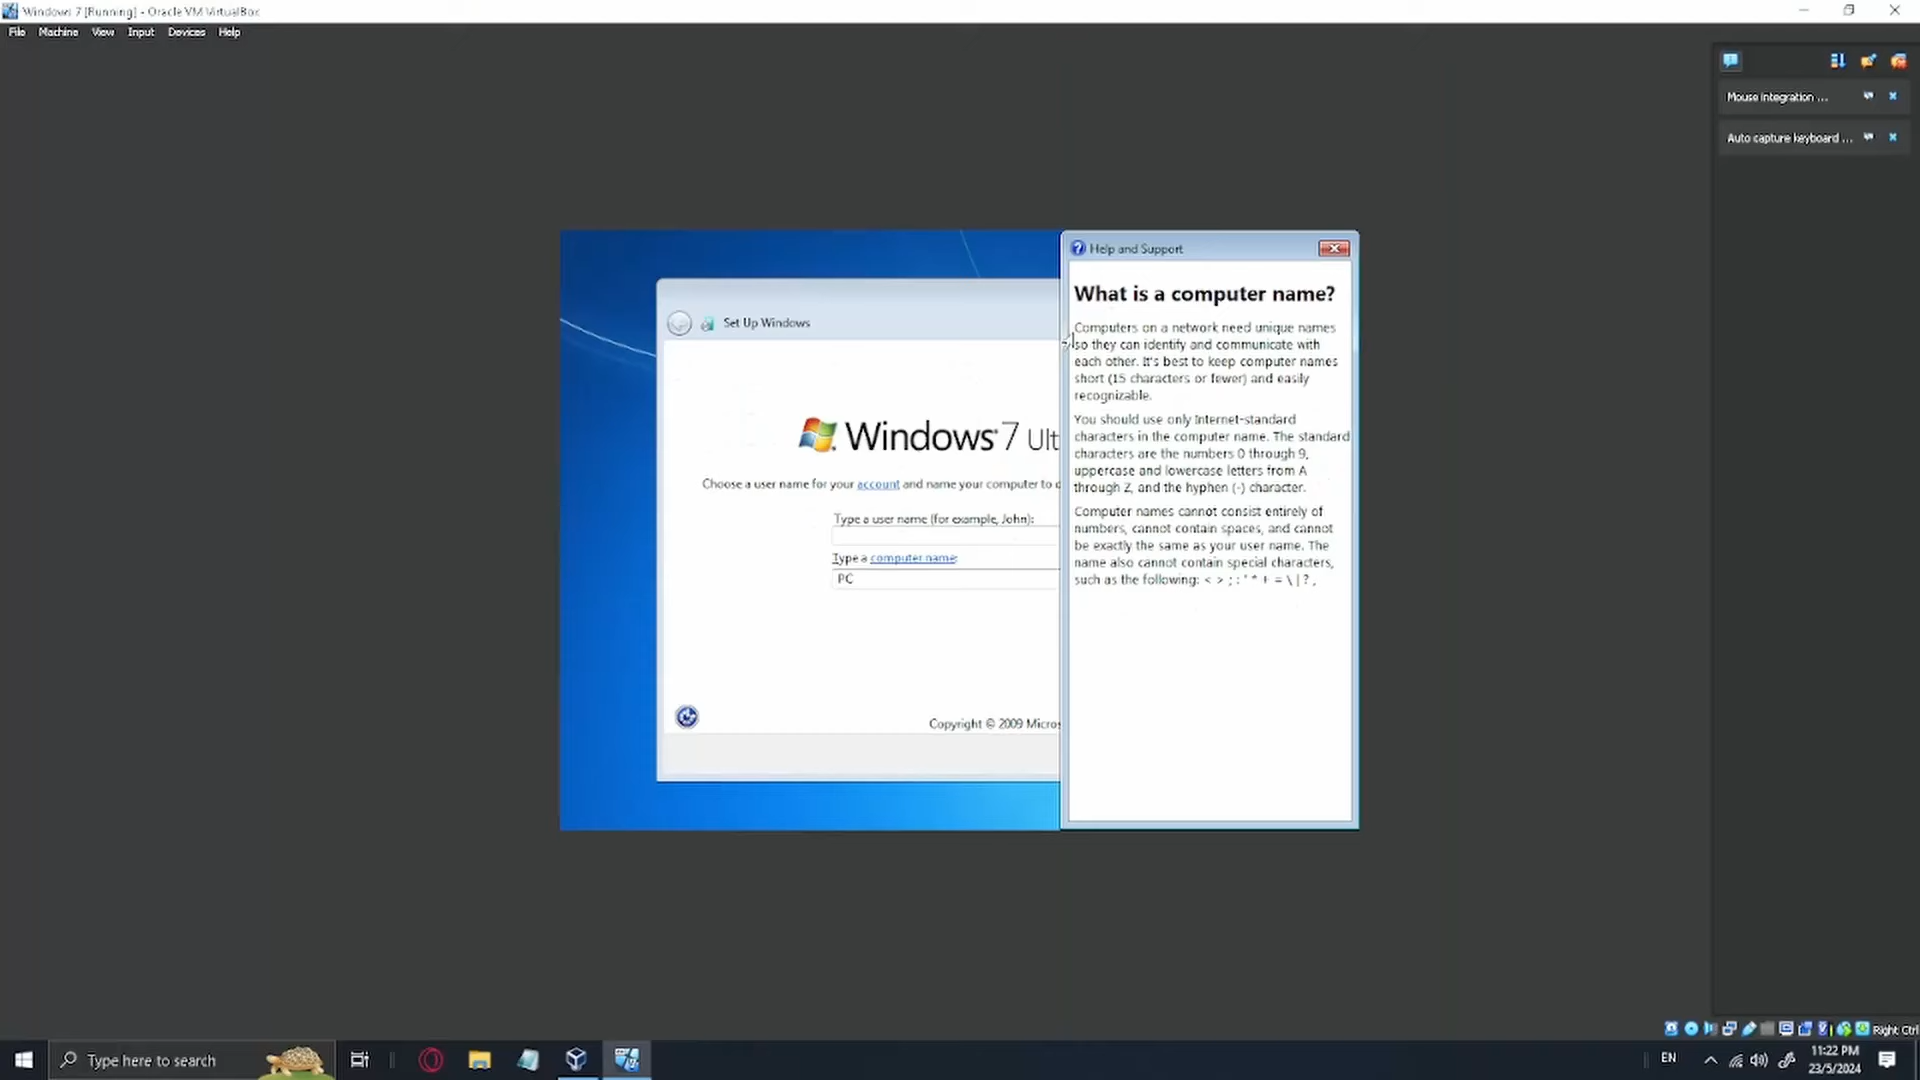 Windows 7 [Running] - Oracle VM VirtualBox
File Machine View Input Devices Help
Mouse integration ...
Auto capture keyboard ...
Help and Support
What is a computer name?
Computers on a network need unique names
so they can identify and communicate with
each other. It's best to keep computer names
short (15 characters or fewer) and easily
recognizable.
You should use only Internet-standard
characters in the computer name. The standard
characters are the numbers 0 through 9,
uppercase and lowercase letters from A
through Z, and the hyphen (-) character.
Computer names cannot consist entirely of
numbers, cannot contain spaces, and cannot
be exactly the same as your user name. The
name also cannot contain special characters,
such as the following: < > ; : ' * + = \ | ? ,
Set Up Windows
Windows 7 Ult
Choose a user name for your account and name your computer to
Type a user name (for example, John):
Type a computer name:
PC
Copyright © 2009 Micros
Right Ctrl
Type here to search
EN
11:22 PM
23/5/2024